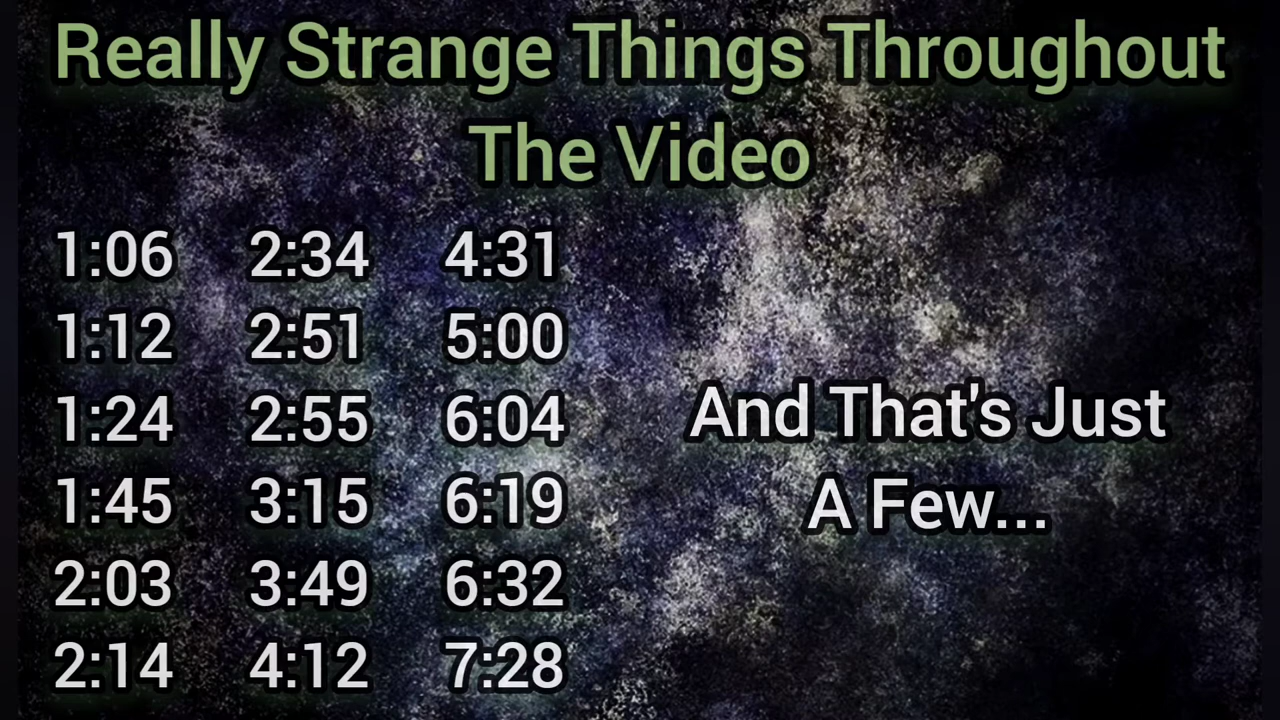 Really Strange Things Throughout
The Video
1:06 2:34 4:31
1:12 2:51 5:00
1:24 2:55 6:04
1:45 3:15 6:19
2:03 3:49 6:32
2:14 4:12 7:28
And That's Just
A Few...